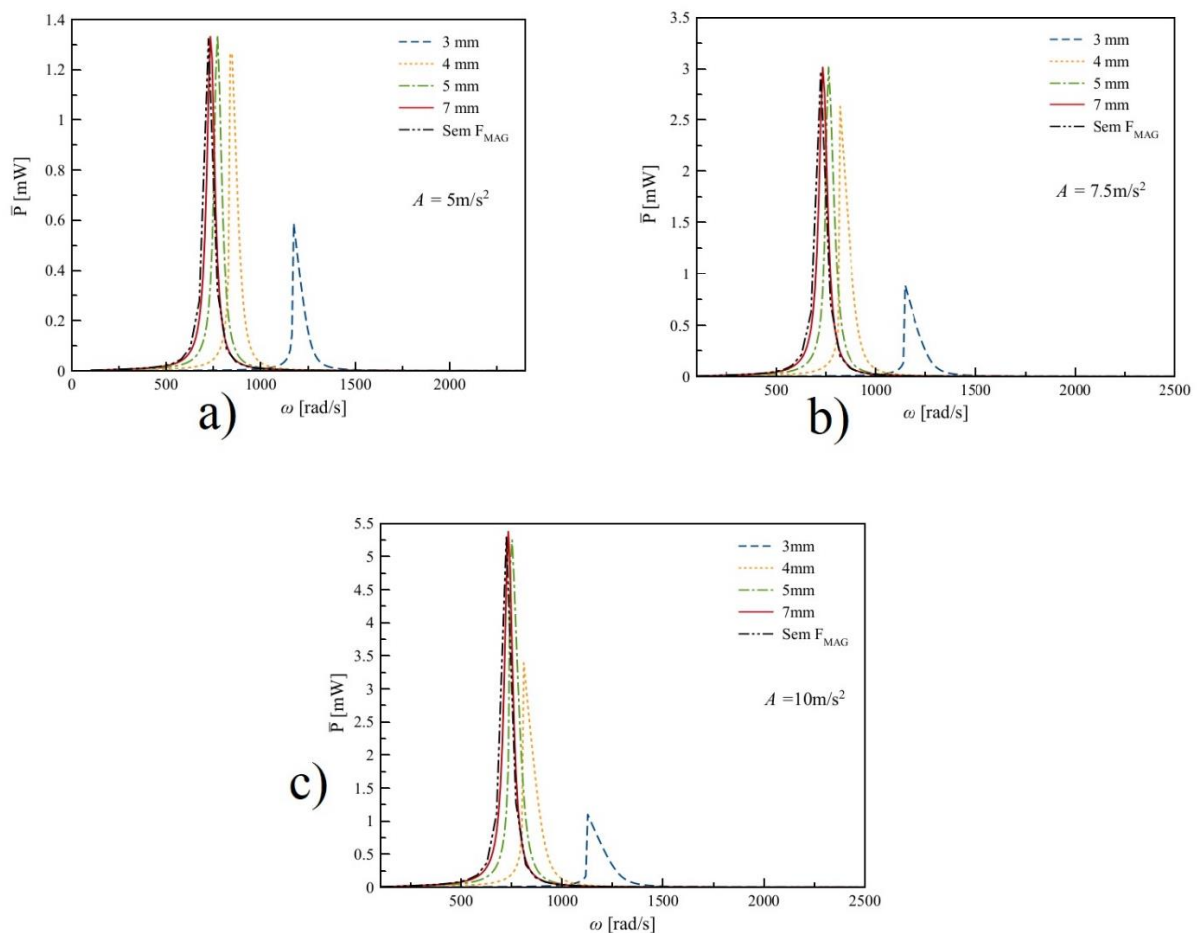 1.4
1.2
1
0.8
0.6
0.4
0.2
0
P̅ [mW]
3 mm
4 mm
5 mm
7 mm
Sem F_MAG
A = 5m/s²
0 500 1000 1500 2000
ω [rad/s]
a)
3.5
3
2.5
2
1.5
1
0.5
0
P̅ [mW]
3 mm
4 mm
5 mm
7 mm
Sem F_MAG
A = 7.5m/s²
500 1000 1500 2000 2500
ω [rad/s]
b)
5.5
5
4.5
4
3.5
3
2.5
2
1.5
1
0.5
0
P̅ [mW]
3mm
4mm
5mm
7mm
Sem F_MAG
A =10m/s²
500 1000 1500 2000 2500
ω [rad/s]
c)